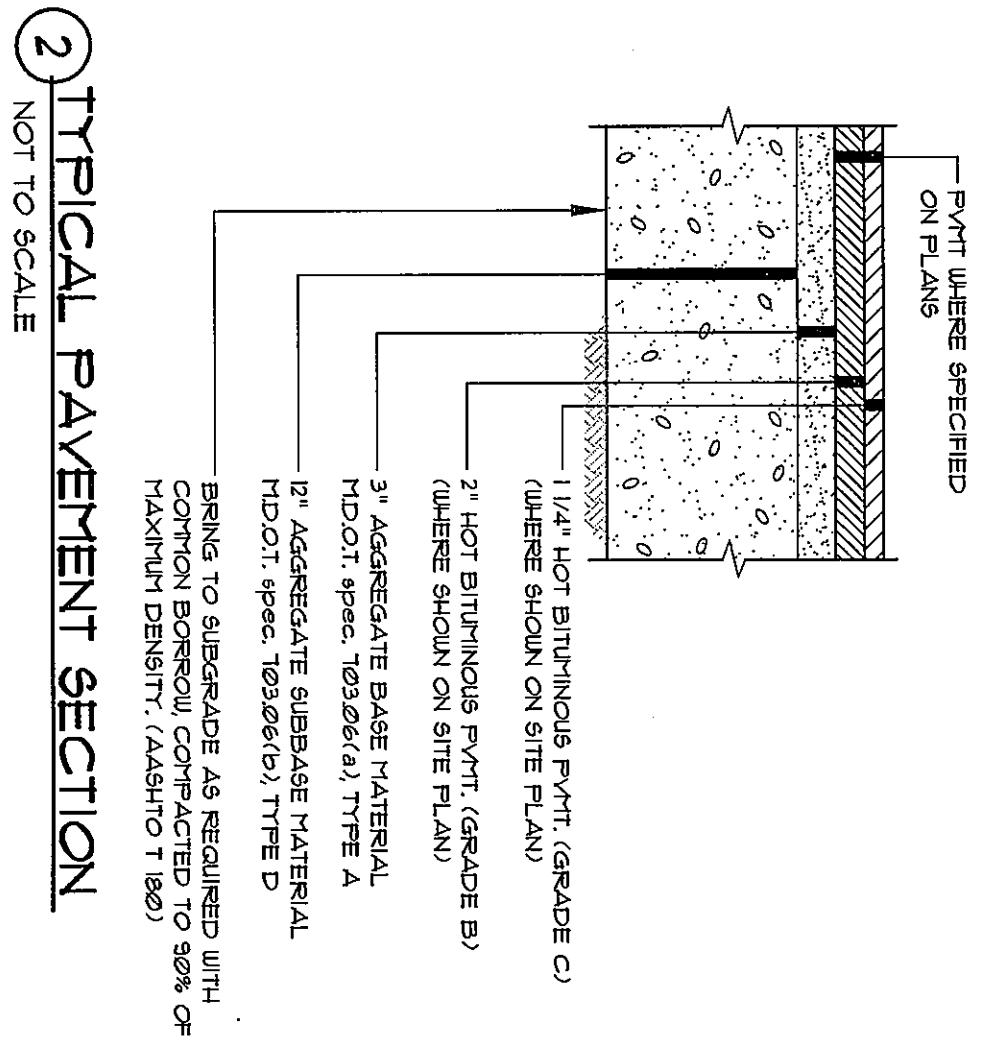 PVMT WHERE SPECIFIED
ON PLANS
1 1/4" HOT BITUMINOUS PVMT. (GRADE C)
(WHERE SHOWN ON SITE PLAN)
2" HOT BITUMINOUS PVMT. (GRADE B)
(WHERE SHOWN ON SITE PLAN)
3" AGGREGATE BASE MATERIAL
M.D.O.T. spec. 703.06(a), TYPE A
12" AGGREGATE SUBBASE MATERIAL
M.D.O.T. spec. 703.06(b), TYPE D
BRING TO SUBGRADE AS REQUIRED WITH
COMMON BORROW, COMPACTED TO 90% OF
MAXIMUM DENSITY. (AASHTO T 180)
2 TYPICAL PAVEMENT SECTION
NOT TO SCALE